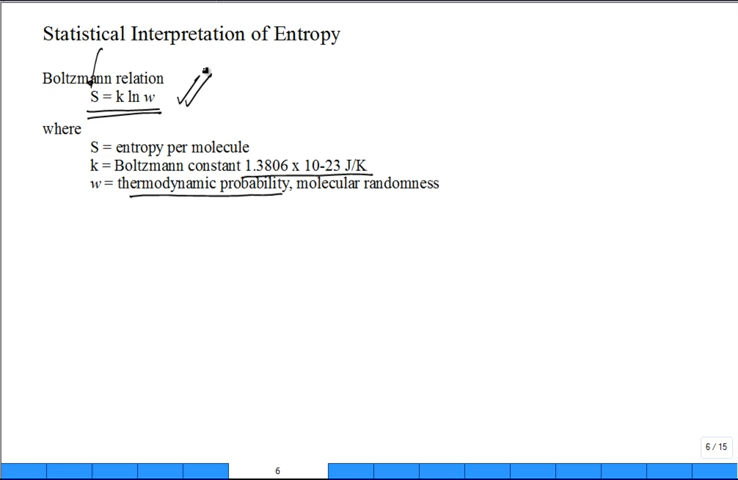 Statistical Interpretation of Entropy
Boltzmann relation
S = k ln w
where
S = entropy per molecule
k = Boltzmann constant 1.3806 x 10-23 J/K
w = thermodynamic probability, molecular randomness
6 / 15
6